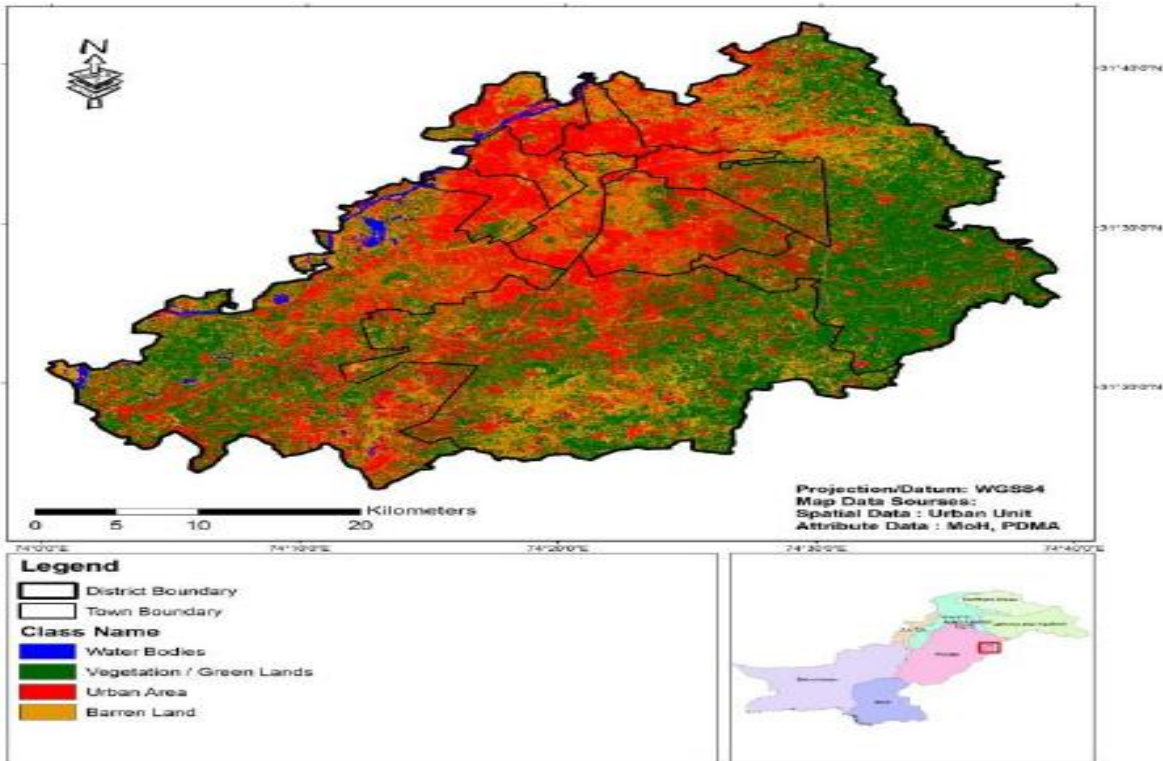 N
31°40'0"N
31°30'0"N
31°20'0"N
Projection/Datum: WGS84
Map Data Sourses:
Spatial Data : Urban Unit
Attribute Data : MoH, PDMA
Kilometers
0 5 10 20
74°0'0"E 74°10'0"E 74°20'0"E 74°30'0"E 74°40'0"E
Legend
District Boundary
Town Boundary
Class Name
Water Bodies
Vegetation / Green Lands
Urban Area
Barren Land